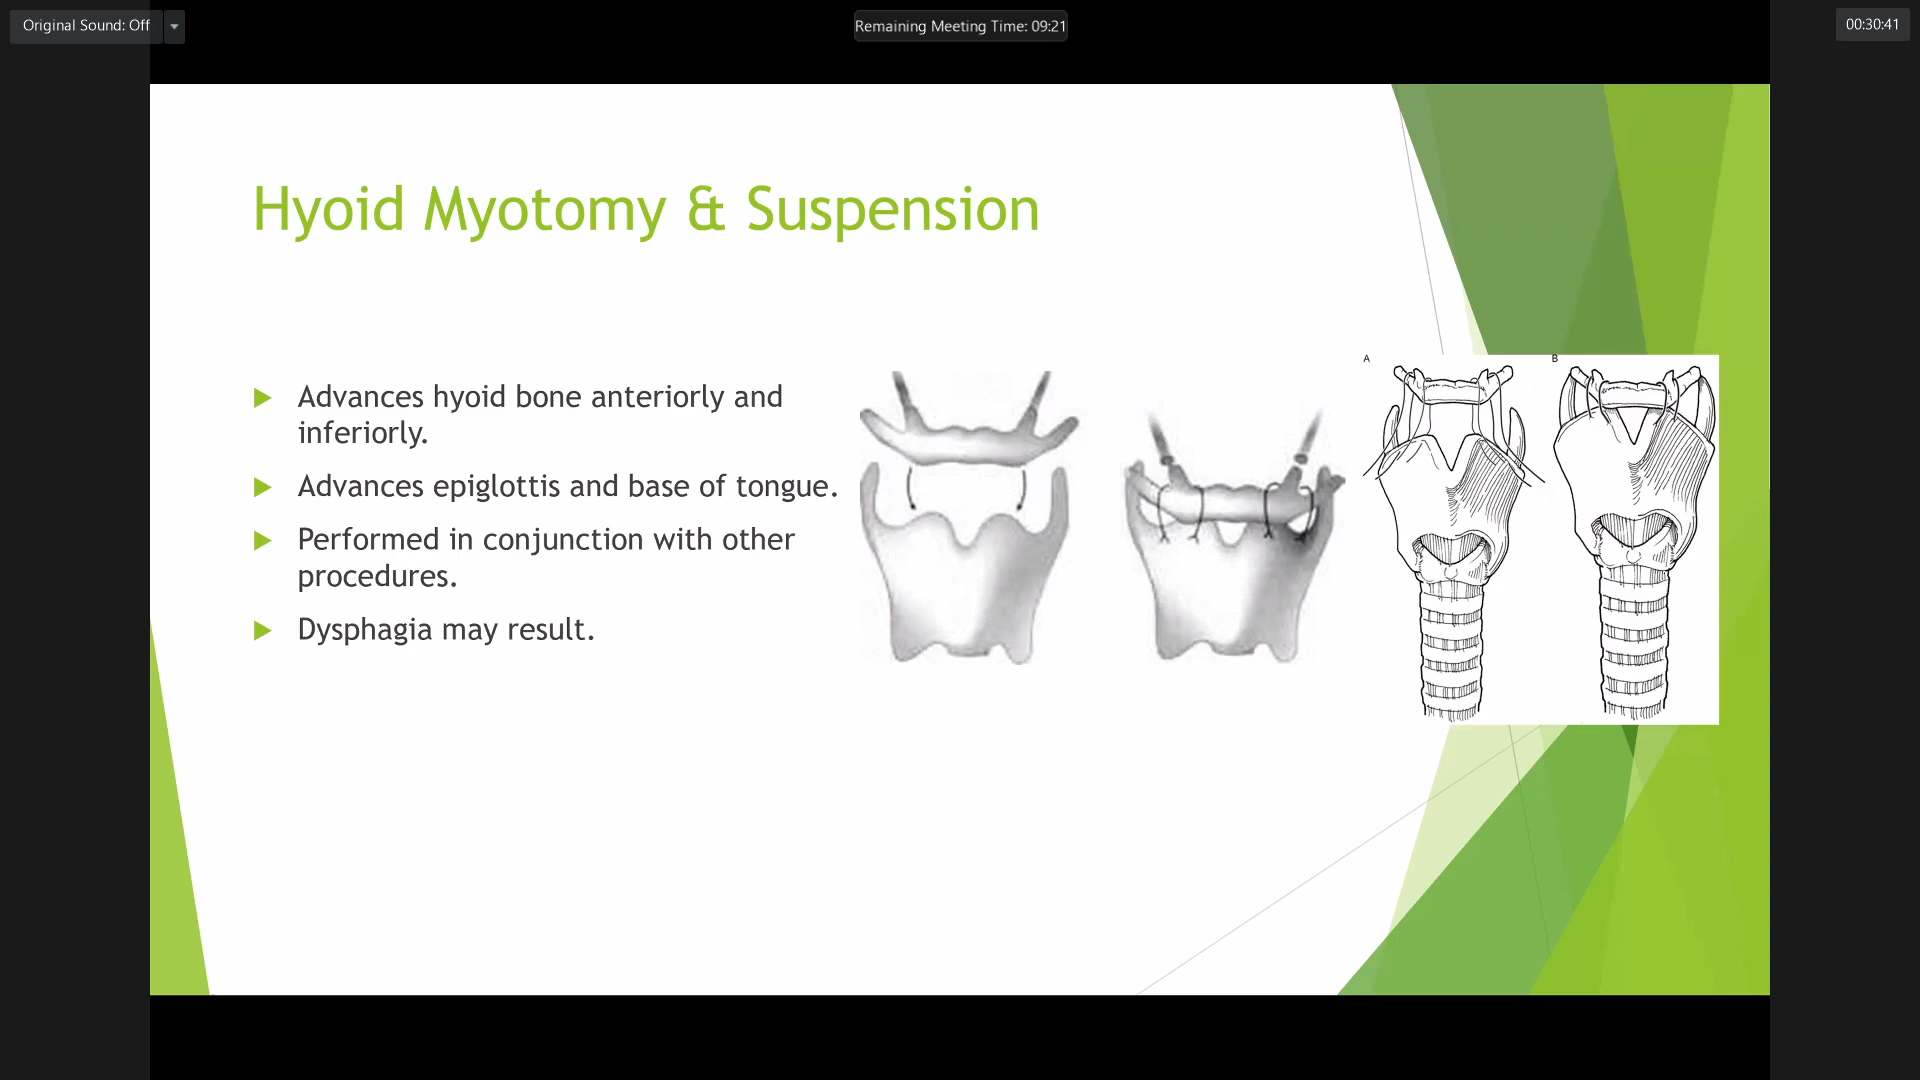 Original Sound: Off
Remaining Meeting Time: 09:21
00:30:41
Hyoid Myotomy & Suspension
Advances hyoid bone anteriorly and
inferiorly.
Advances epiglottis and base of tongue.
Performed in conjunction with other
procedures.
Dysphagia may result.
A
B